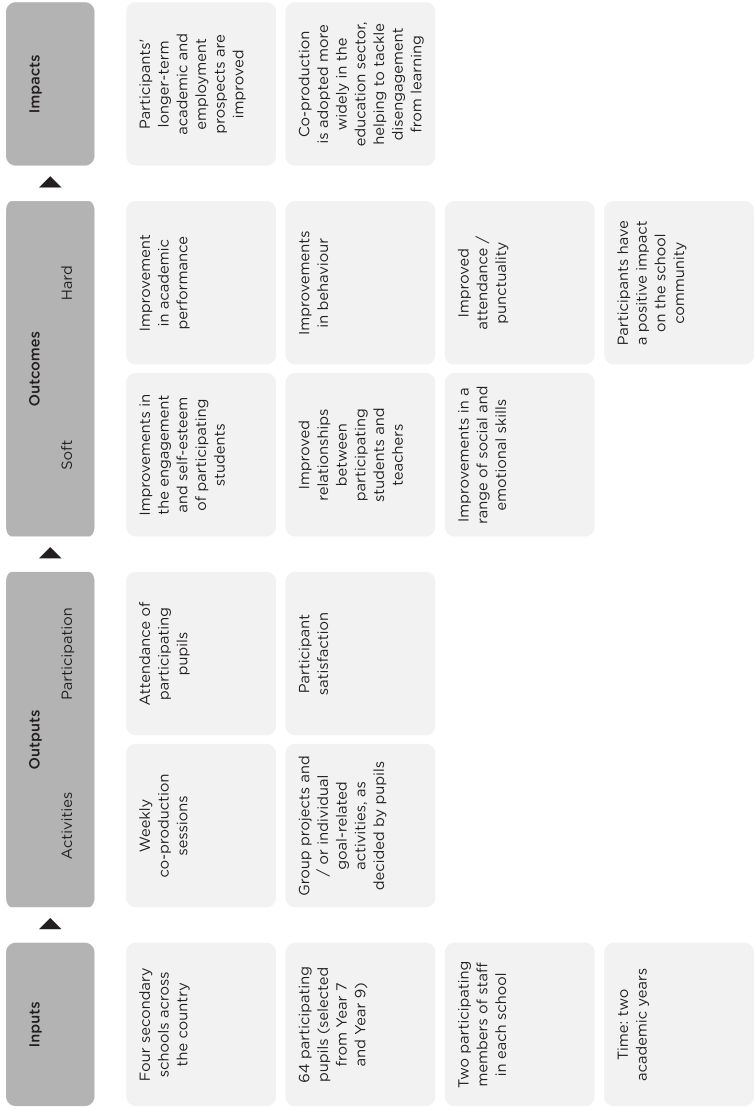 Inputs
Four secondary
schools across
the country
64 participating
pupils (selected
from Year 7
and Year 9)
Two participating
members of staff
in each school
Time: two
academic years
Outputs
Activities
Weekly
co-production
sessions
Group projects and
/ or individual
goal-related
activities, as
decided by pupils
Participation
Attendance of
participating
pupils
Participant
satisfaction
Outcomes
Soft
Improvements in
the engagement
and self-esteem
of participating
students
Improved
relationships
between
participating
students and
teachers
Improvements in a
range of social and
emotional skills
Hard
Improvement
in academic
performance
Improvements
in behaviour
Improved
attendance /
punctuality
Participants have
a positive impact
on the school
community
Impacts
Participants’
longer-term
academic and
employment
prospects are
improved
Co-production
is adopted more
widely in the
education sector,
helping to tackle
disengagement
from learning